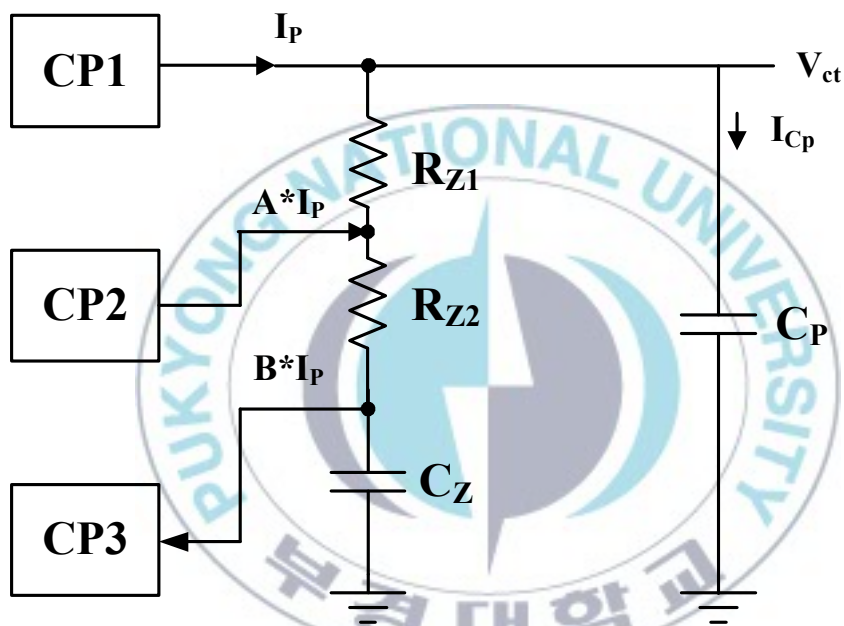 I_P
CP1
V_ct
I_Cp
R_Z1
A*I_P
CP2
R_Z2
C_P
B*I_P
C_Z
CP3
PUKYONG NATIONAL UNIVERSITY
부경대학교